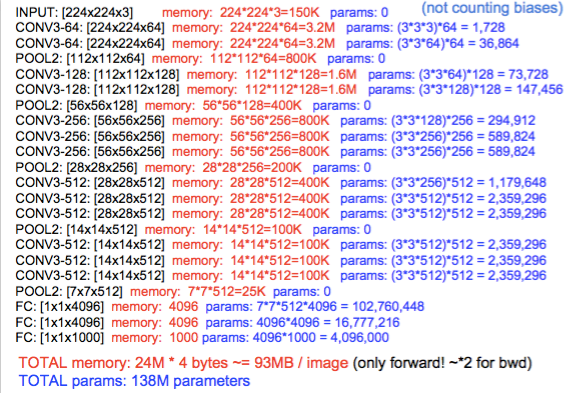 (not counting biases)
INPUT: [224x224x3] memory: 224*224*3=150K params: 0
CONV3-64: [224x224x64] memory: 224*224*64=3.2M params: (3*3*3)*64 = 1,728
CONV3-64: [224x224x64] memory: 224*224*64=3.2M params: (3*3*64)*64 = 36,864
POOL2: [112x112x64] memory: 112*112*64=800K params: 0
CONV3-128: [112x112x128] memory: 112*112*128=1.6M params: (3*3*64)*128 = 73,728
CONV3-128: [112x112x128] memory: 112*112*128=1.6M params: (3*3*128)*128 = 147,456
POOL2: [56x56x128] memory: 56*56*128=400K params: 0
CONV3-256: [56x56x256] memory: 56*56*256=800K params: (3*3*128)*256 = 294,912
CONV3-256: [56x56x256] memory: 56*56*256=800K params: (3*3*256)*256 = 589,824
CONV3-256: [56x56x256] memory: 56*56*256=800K params: (3*3*256)*256 = 589,824
POOL2: [28x28x256] memory: 28*28*256=200K params: 0
CONV3-512: [28x28x512] memory: 28*28*512=400K params: (3*3*256)*512 = 1,179,648
CONV3-512: [28x28x512] memory: 28*28*512=400K params: (3*3*512)*512 = 2,359,296
CONV3-512: [28x28x512] memory: 28*28*512=400K params: (3*3*512)*512 = 2,359,296
POOL2: [14x14x512] memory: 14*14*512=100K params: 0
CONV3-512: [14x14x512] memory: 14*14*512=100K params: (3*3*512)*512 = 2,359,296
CONV3-512: [14x14x512] memory: 14*14*512=100K params: (3*3*512)*512 = 2,359,296
CONV3-512: [14x14x512] memory: 14*14*512=100K params: (3*3*512)*512 = 2,359,296
POOL2: [7x7x512] memory: 7*7*512=25K params: 0
FC: [1x1x4096] memory: 4096 params: 7*7*512*4096 = 102,760,448
FC: [1x1x4096] memory: 4096 params: 4096*4096 = 16,777,216
FC: [1x1x1000] memory: 1000 params: 4096*1000 = 4,096,000
TOTAL memory: 24M * 4 bytes ~= 93MB / image (only forward! ~*2 for bwd)
TOTAL params: 138M parameters